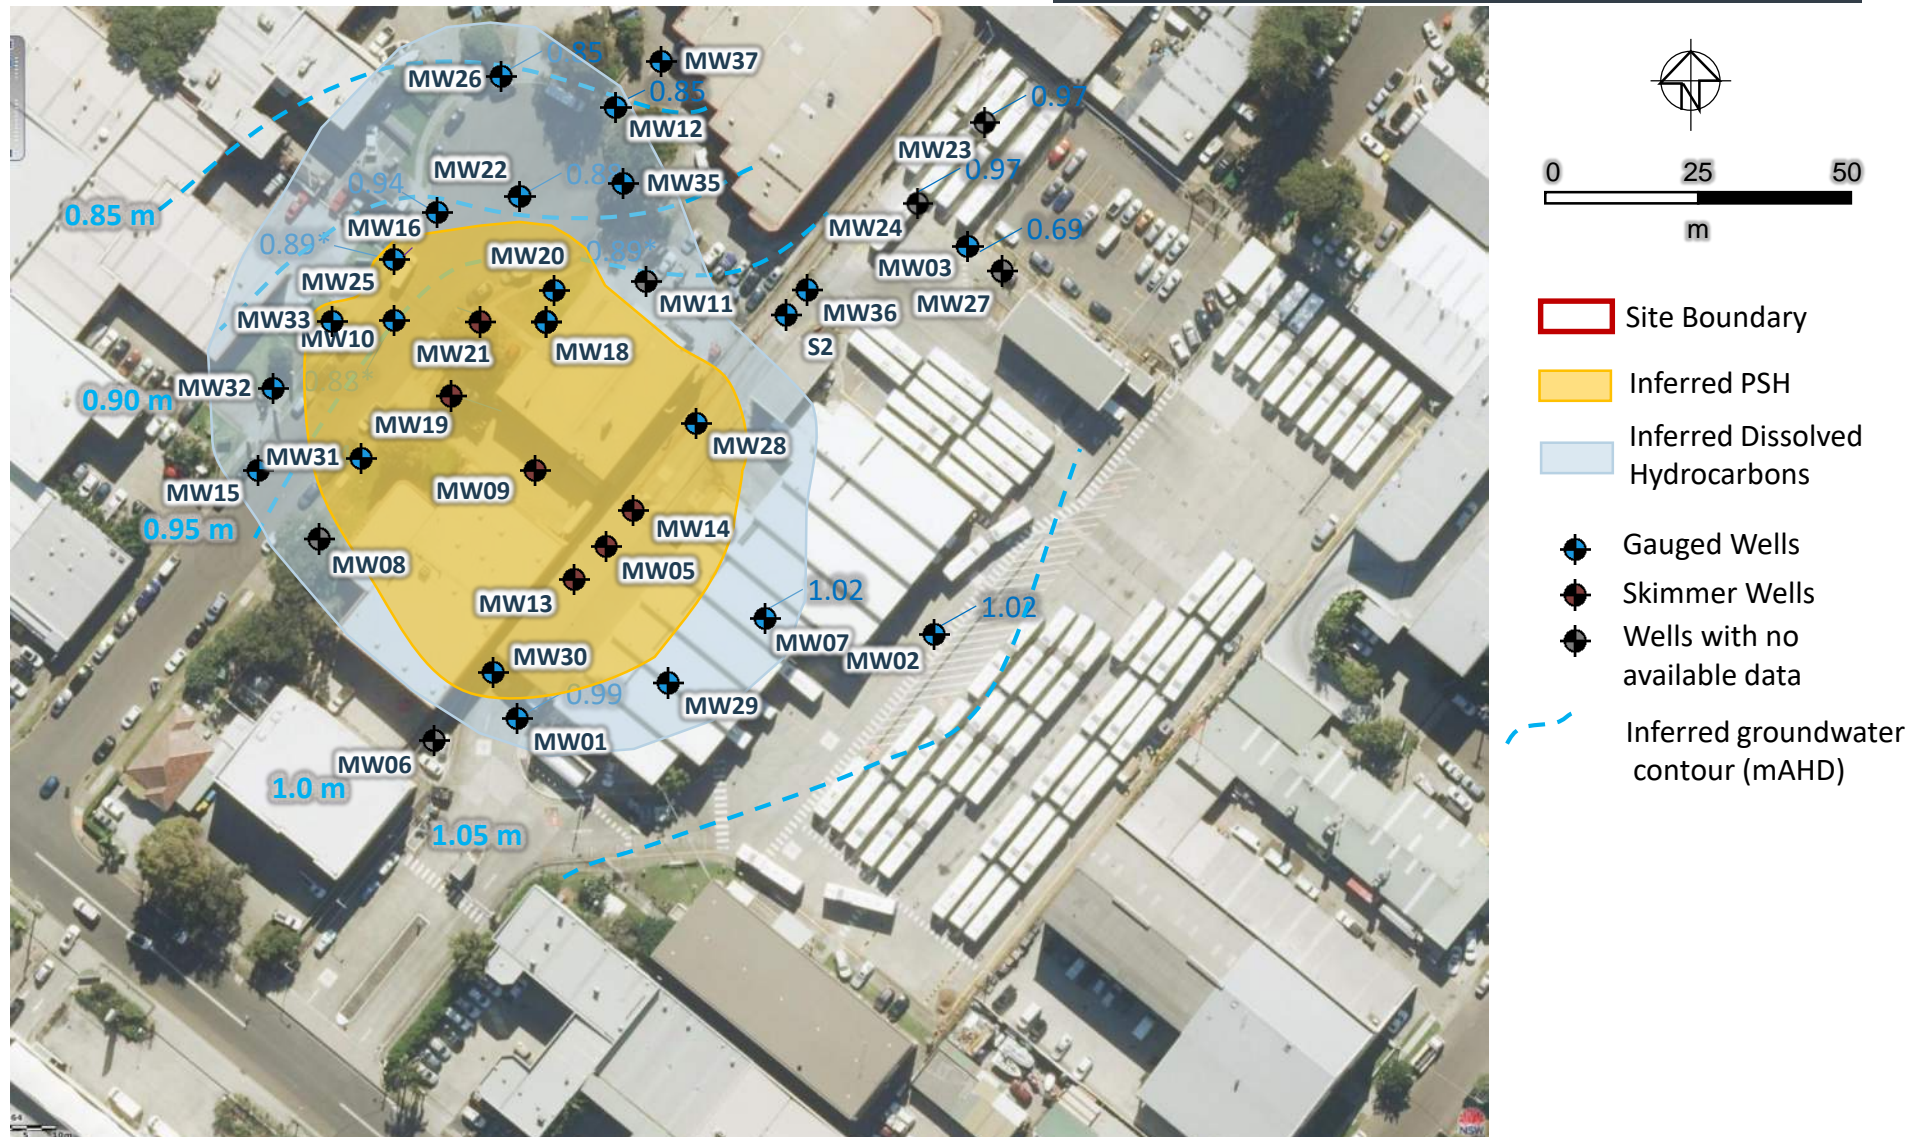 MW26
0.85
MW37
0.85
MW12
0.97
MW23
MW22
0.94
MW35
0.97
0.85 m
MW16
MW24
0.89*
MW20
0.89*
0.69
MW03
MW25
MW27
MW11
MW36
MW33
MW10
MW21
MW18
S2
MW32
0.90 m
MW19
MW28
MW31
MW15
MW09
0.95 m
MW14
MW08
MW05
MW13
1.02
1.02
MW07
MW02
MW30
0.99
MW29
MW01
MW06
1.0 m
1.05 m
NSW
N
0 25 50
m
Site Boundary
Inferred PSH
Inferred Dissolved
Hydrocarbons
Gauged Wells
Skimmer Wells
Wells with no
available data
Inferred groundwater
contour (mAHD)